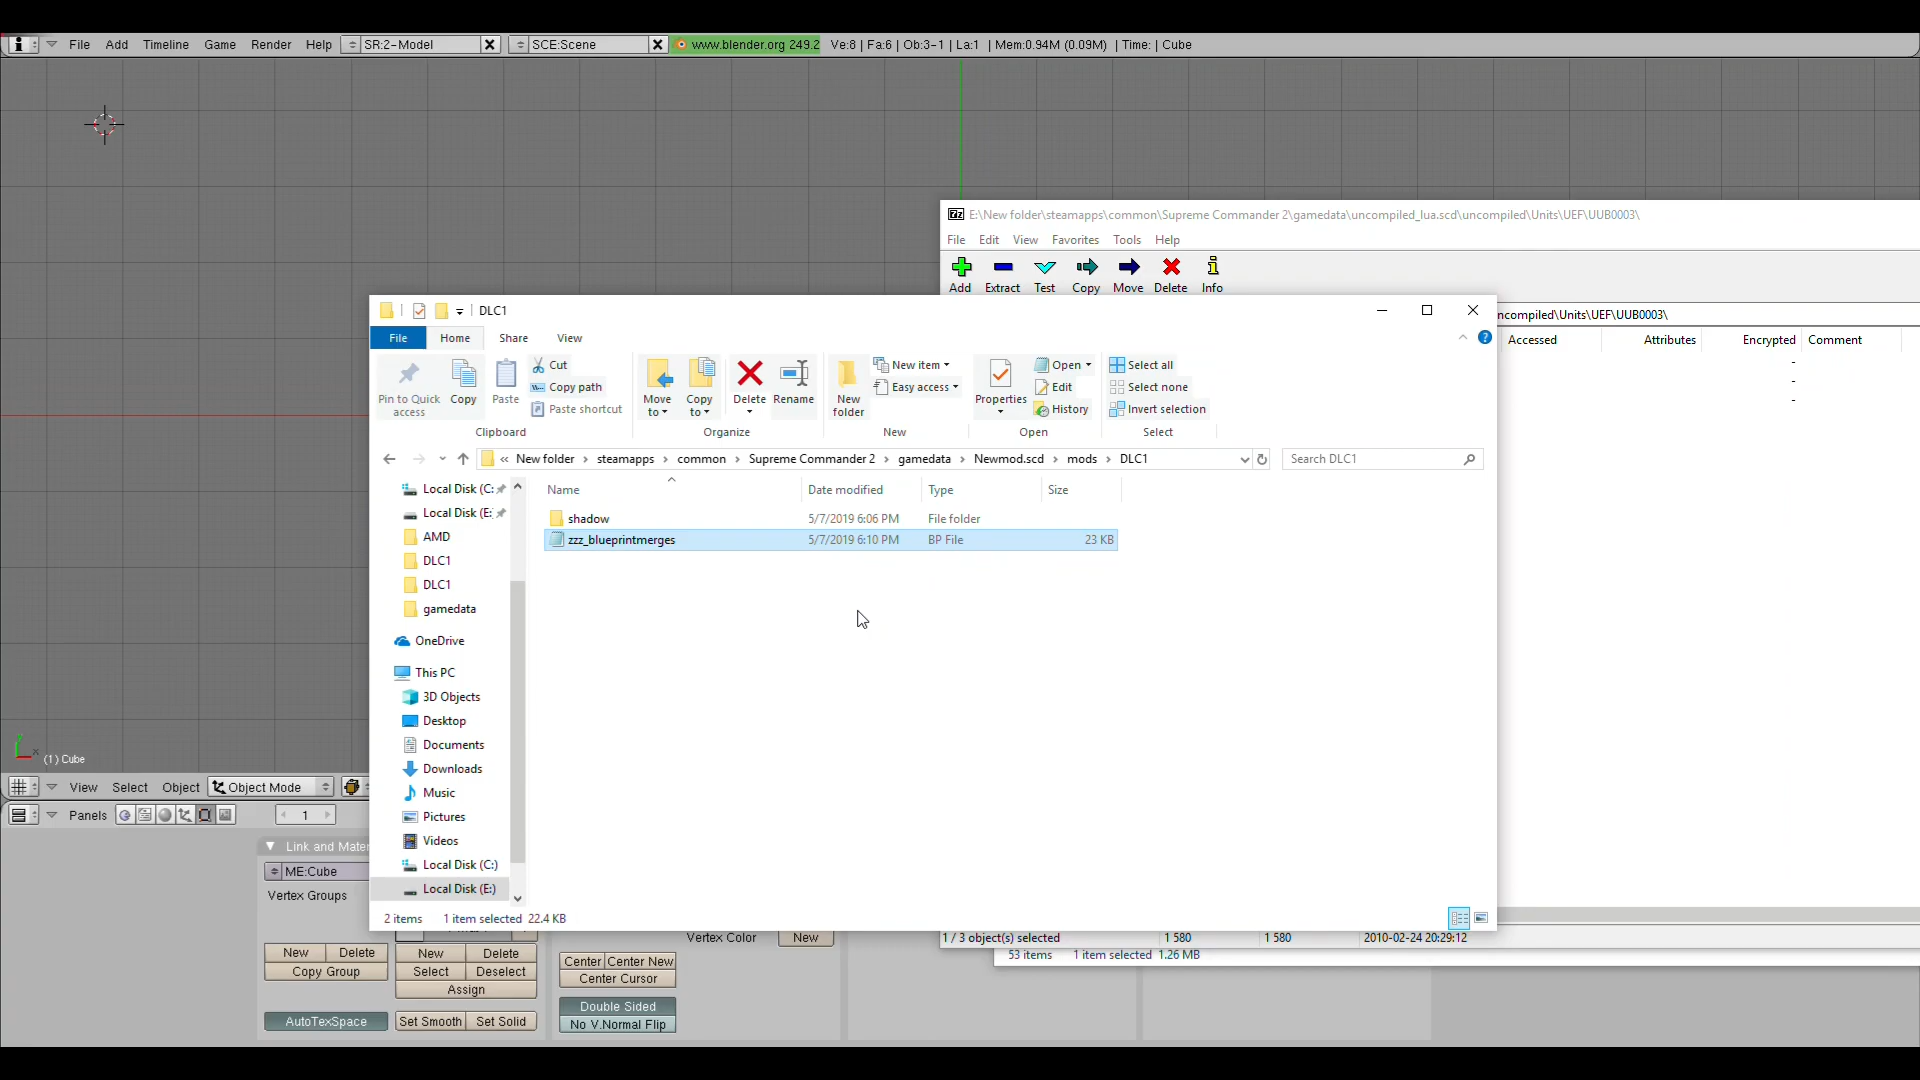 File Add Timeline Game Render Help SR:2-Model SCE:Scene www.blender.org 249.2 Ve:8 | Fa:6 | Ob:3-1 | La:1 | Mem:0.94M (0.09M) | Time: | Cube
E:\New folder\steamapps\common\Supreme Commander 2\gamedata\uncompiled_lua.scd\uncompiled\Units\UEF\UUB0003\
File Edit View Favorites Tools Help
Add Extract Test Copy Move Delete Info
DLC1
ncompiled\Units\UEF\UUB0003\
File Home Share View
Accessed Attributes Encrypted Comment
Pin to Quick access Copy Paste Cut Copy path Paste shortcut
Move to Copy to Delete Rename New folder New item Easy access
Properties Open Edit History Select all Select none Invert selection
Clipboard Organize New Open Select
« New folder › steamapps › common › Supreme Commander 2 › gamedata › Newmod.scd › mods › DLC1
Search DLC1
Name Date modified Type Size
shadow 5/7/2019 6:06 PM File folder
zzz_blueprintmerges 5/7/2019 6:10 PM BP File 23 KB
Local Disk (C:
Local Disk (E:
AMD
DLC1
DLC1
gamedata
OneDrive
This PC
3D Objects
Desktop
Documents
Downloads
Music
Pictures
Videos
Local Disk (C:)
Local Disk (E:)
2 items 1 item selected 22.4 KB
1 / 3 object(s) selected 1 580 1 580 2010-02-24 20:29:12
53 items 1 item selected 1.26 MB
(1) Cube
View Select Object Object Mode
Panels 1
Link and Mater
ME:Cube
Vertex Groups
Vertex Color New
New Delete New Delete
Copy Group Select Deselect
Assign
AutoTexSpace Set Smooth Set Solid
Center Center New
Center Cursor
Double Sided
No V.Normal Flip